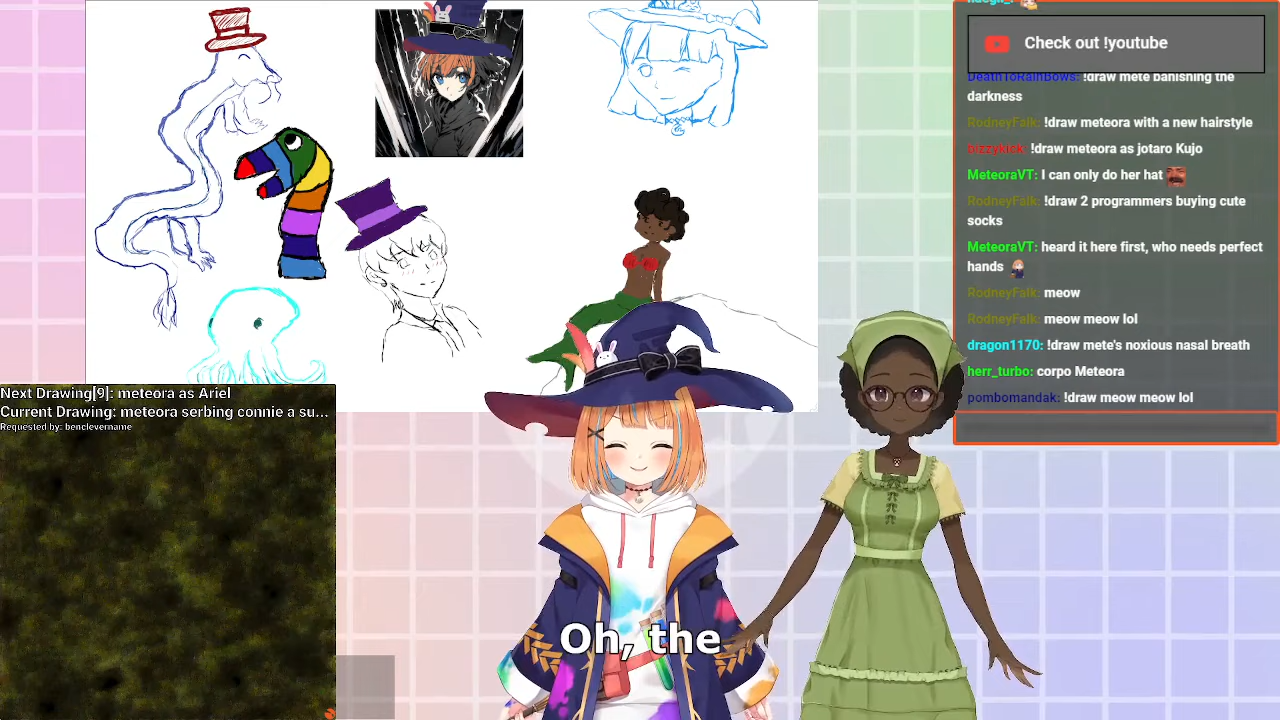 Check out !youtube
DeathToRainBows: !draw mete banishing the
darkness
RodneyFalk: !draw meteora with a new hairstyle
bizzykick: !draw meteora as jotaro Kujo
MeteoraVT: I can only do her hat
RodneyFalk: !draw 2 programmers buying cute
socks
MeteoraVT: heard it here first, who needs perfect
hands
RodneyFalk: meow
RodneyFalk: meow meow lol
dragon1170: !draw mete's noxious nasal breath
herr_turbo: corpo Meteora
pombomandak: !draw meow meow lol
Next Drawing[9]: meteora as Ariel
Current Drawing: meteora serbing connie a su...
Requested by: benclevername
Oh, the